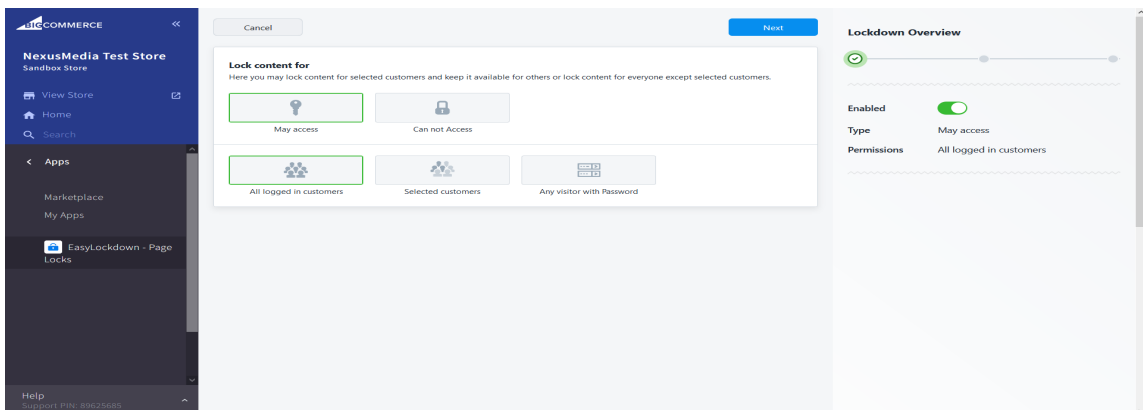 BIGCOMMERCE
NexusMedia Test Store
Sandbox Store
View Store
Home
Search
Apps
Marketplace
My Apps
EasyLockdown - Page
Locks
Help
Support PIN: 89625685
Cancel
Next
Lock content for
Here you may lock content for selected customers and keep it available for others or lock content for everyone except selected customers.
May access
Can not Access
All logged in customers
Selected customers
Any visitor with Password
Lockdown Overview
Enabled
Type May access
Permissions All logged in customers